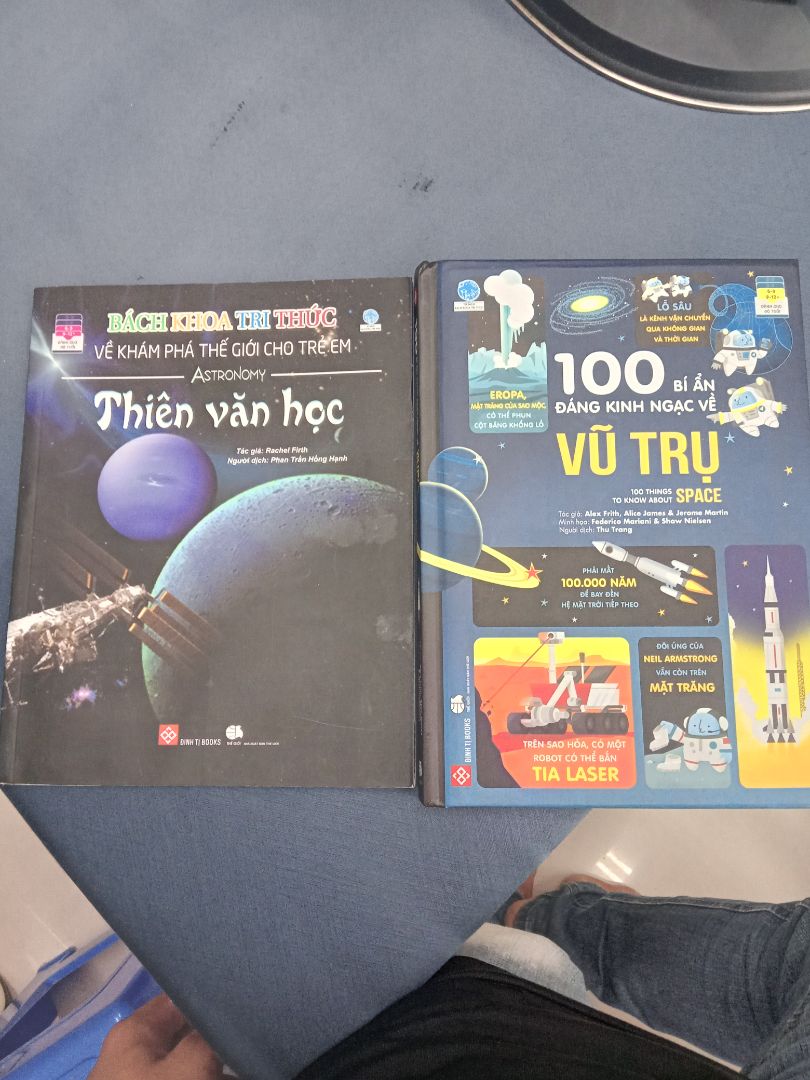 BÁCH KHOA TRI THỨC
VỀ KHÁM PHÁ THẾ GIỚI CHO TRẺ EM
ASTRONOMY
Thiên văn học
Tác giả: Rachel Firth
Người dịch: Phan Trần Hồng Hạnh
ĐINH TỊ BOOKS
THẾ GIỚI
LỖ SÂU
LÀ KÊNH VẬN CHUYỂN
QUA KHÔNG GIAN
VÀ THỜI GIAN
EROPA,
MẶT TRĂNG CỦA SAO MỘC,
CÓ THỂ PHUN
CỘT BĂNG KHỔNG LỒ
100 BÍ ẨN
ĐÁNG KINH NGẠC VỀ
VŨ TRỤ
100 THINGS
TO KNOW ABOUT SPACE
Tác giả: Alex Frith, Alice James & Jerome Martin
Minh họa: Federico Mariani & Shaw Nielsen
Người dịch: Thu Trang
PHẢI MẤT
100.000 NĂM
ĐỂ BAY ĐẾN
HỆ MẶT TRỜI TIẾP THEO
ĐÔI ỦNG CỦA
NEIL ARMSTRONG
VẪN CÒN TRÊN
MẶT TRĂNG
TRÊN SAO HỎA, CÓ MỘT
ROBOT CÓ THỂ BẮN
TIA LASER
ĐINH TỊ BOOKS